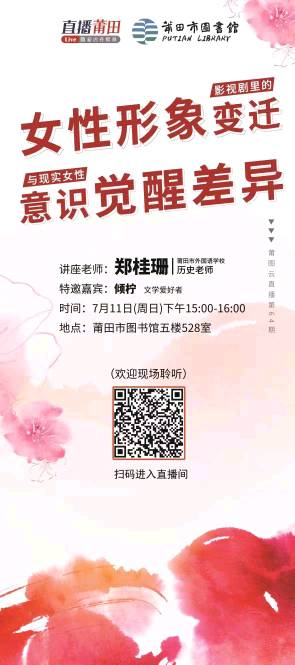 直播莆田
Live
莆田市图書館
PUTIAN LIBRARY
影视剧里的
女性形象变迁
与现实女性
意识觉醒差异
讲座老师：郑桂珊
莆田市外国语学校
历史老师
特邀嘉宾：倾柠 文学爱好者
时间：7月11日(周日)下午15:00-16:00
地点：莆田市图书馆五楼528室
莆图云直播第64期
（欢迎现场聆听）
扫码进入直播间